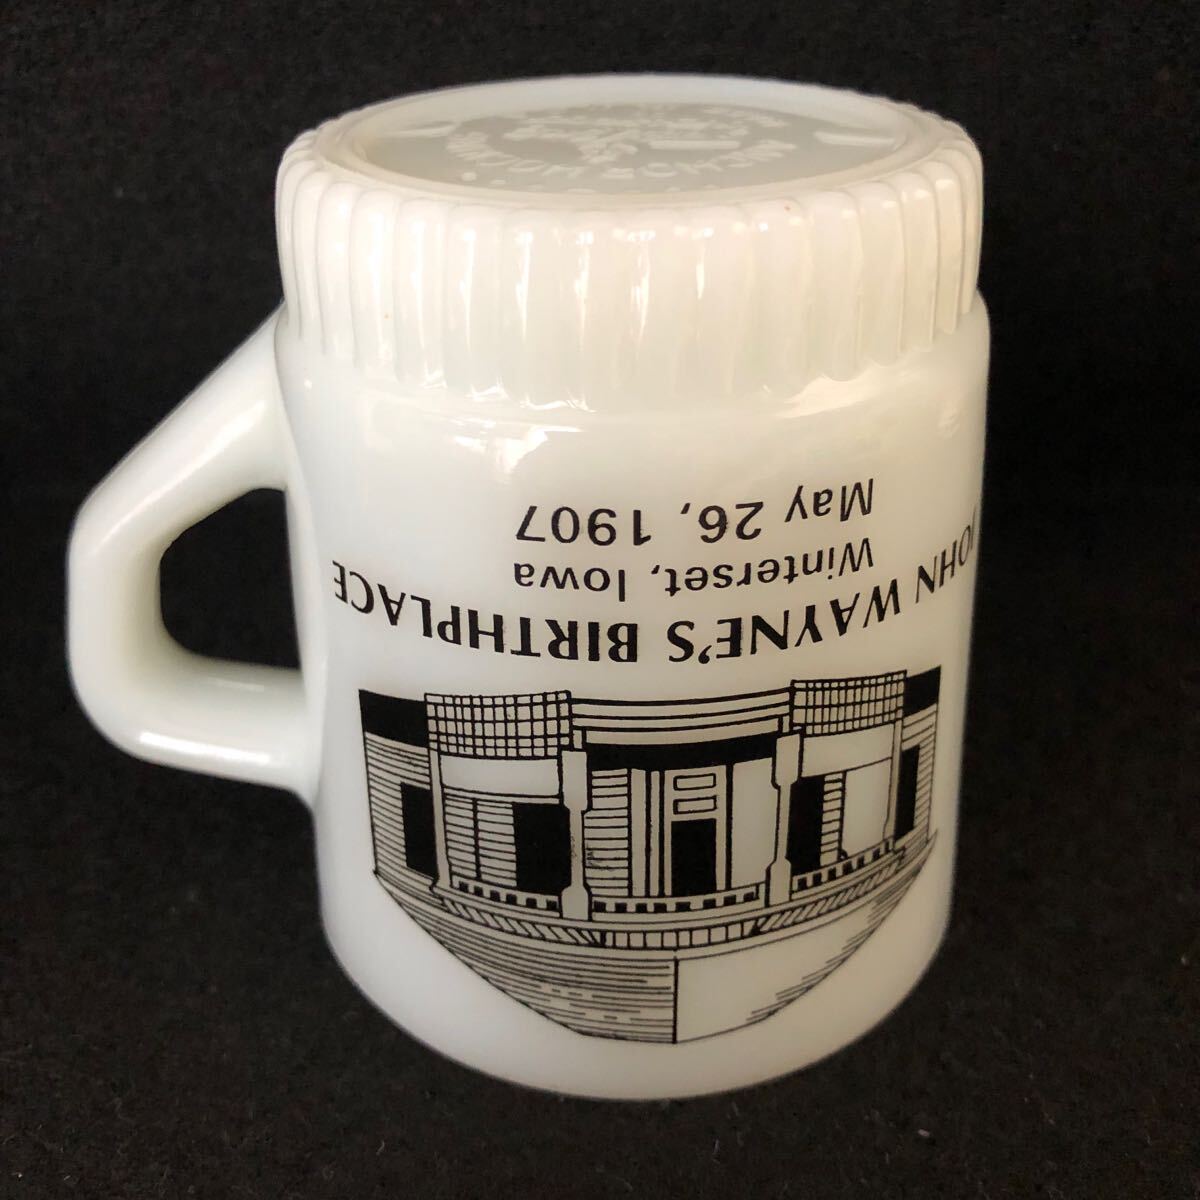 JOHN WAYNE'S BIRTHPLACE
Winterset, Iowa
May 26, 1907